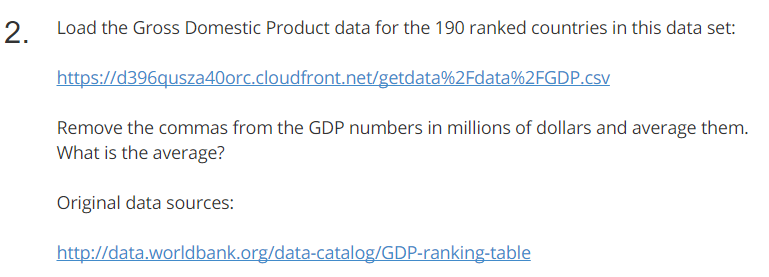 2. Load the Gross Domestic Product data for the 190 ranked countries in this data set:
https://d396qusza40orc.cloudfront.net/getdata%2Fdata%2FGDP.csv
Remove the commas from the GDP numbers in millions of dollars and average them.
What is the average?
Original data sources:
http://data.worldbank.org/data-catalog/GDP-ranking-table